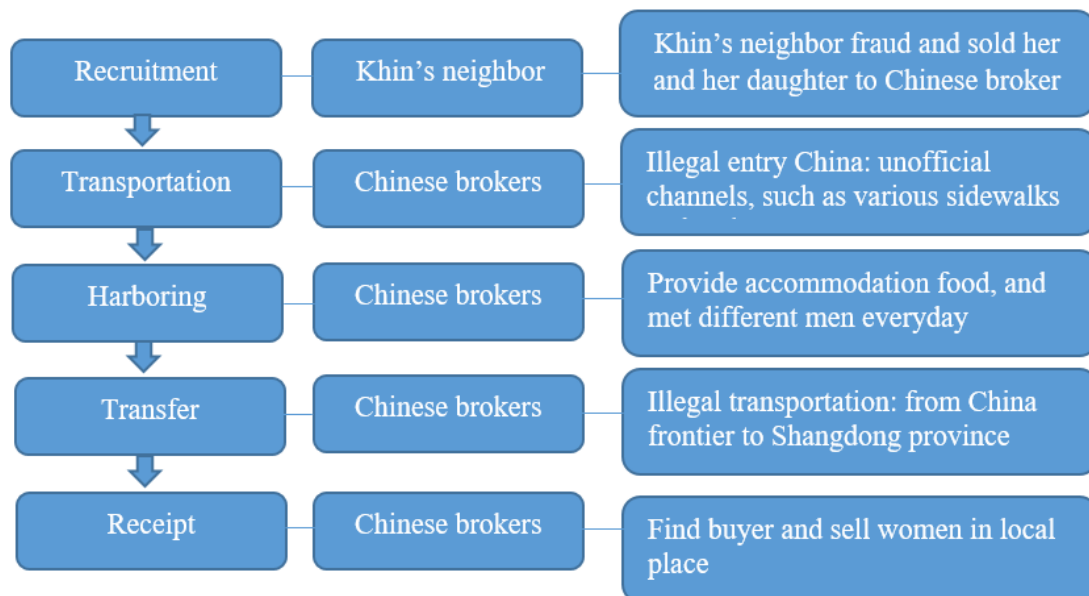 Recruitment
Khin's neighbor
Khin's neighbor fraud and sold her
and her daughter to Chinese broker
Transportation
Chinese brokers
Illegal entry China: unofficial
channels, such as various sidewalks
Harboring
Chinese brokers
Provide accommodation food, and
met different men everyday
Transfer
Chinese brokers
Illegal transportation: from China
frontier to Shangdong province
Receipt
Chinese brokers
Find buyer and sell women in local
place